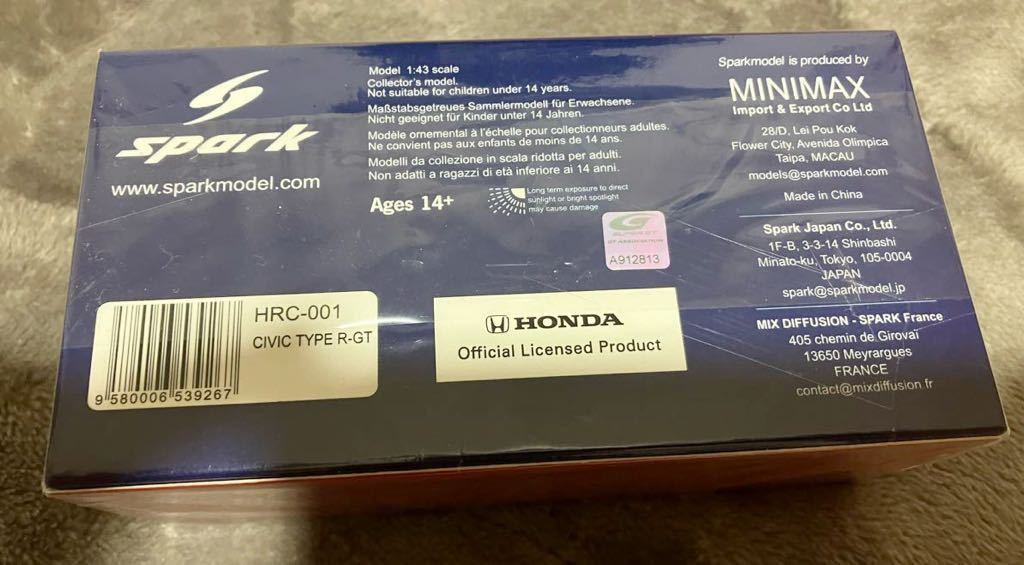 spark
www.sparkmodel.com
Model 1:43 scale
Collector's model.
Not suitable for children under 14 years.
Maßstabsgetreues Sammlermodell für Erwachsene.
Nicht geeignet für Kinder unter 14 Jahren.
Modèle ornemental à l'échelle pour collectionneurs adultes.
Ne convient pas aux enfants de moins de 14 ans.
Modelli da collezione in scala ridotta per adulti.
Non adatti a ragazzi di età inferiore ai 14 anni.
Ages 14+
Long term exposure to direct
sunlight or bright spotlight
may cause damage
SUPER GT
GT ASSOCIATION
A912813
Sparkmodel is produced by
MINIMAX
Import & Export Co Ltd
28/D, Lei Pou Kok
Flower City, Avenida Olimpica
Taipa, MACAU
models@sparkmodel.com
Made in China
Spark Japan Co., Ltd.
1F-B, 3-3-14 Shinbashi
Minato-ku, Tokyo, 105-0004
JAPAN
spark@sparkmodel.jp
MIX DIFFUSION - SPARK France
405 chemin de Girovaï
13650 Meyrargues
FRANCE
contact@mixdiffusion.fr
HRC-001
CIVIC TYPE R-GT
9 580006 539267
HONDA
Official Licensed Product